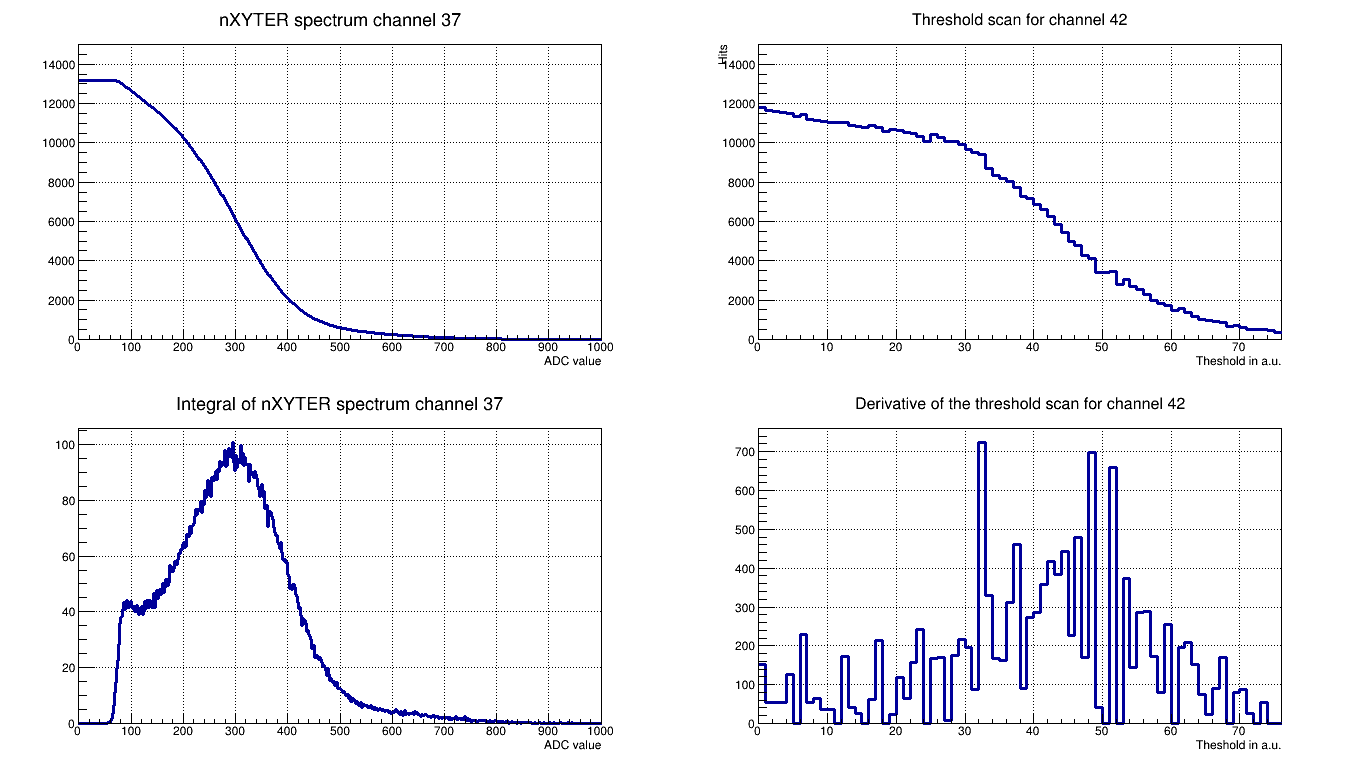 nXYTER spectrum channel 37
14000
12000
10000
8000
6000
4000
2000
0
0 100 200 300 400 500 600 700 800 900 1000
ADC value
Threshold scan for channel 42
Hits
14000
12000
10000
8000
6000
4000
2000
0
0 10 20 30 40 50 60 70
Theshold in a.u.
Integral of nXYTER spectrum channel 37
100
80
60
40
20
0
0 100 200 300 400 500 600 700 800 900 1000
ADC value
Derivative of the threshold scan for channel 42
700
600
500
400
300
200
100
0
0 10 20 30 40 50 60 70
Theshold in a.u.